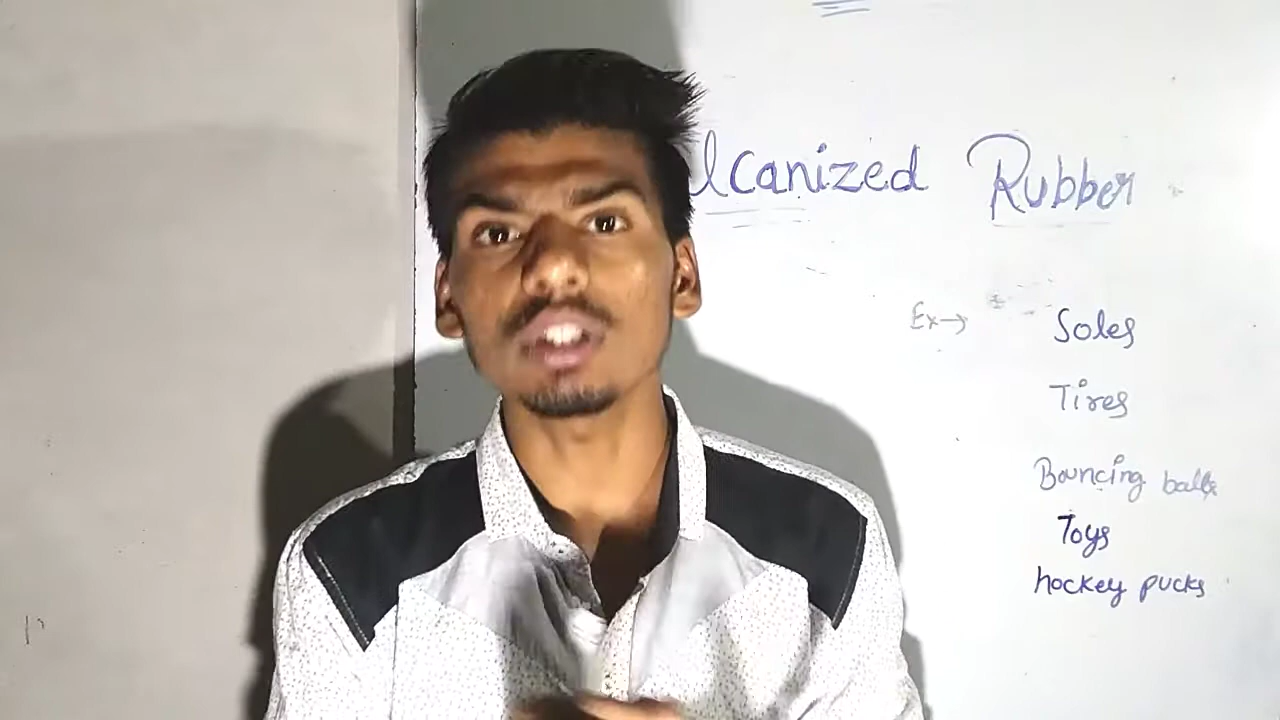 lcanized Rubber
Ex→ Soles
Tires
Bouncing balls
Toys
hockey pucks